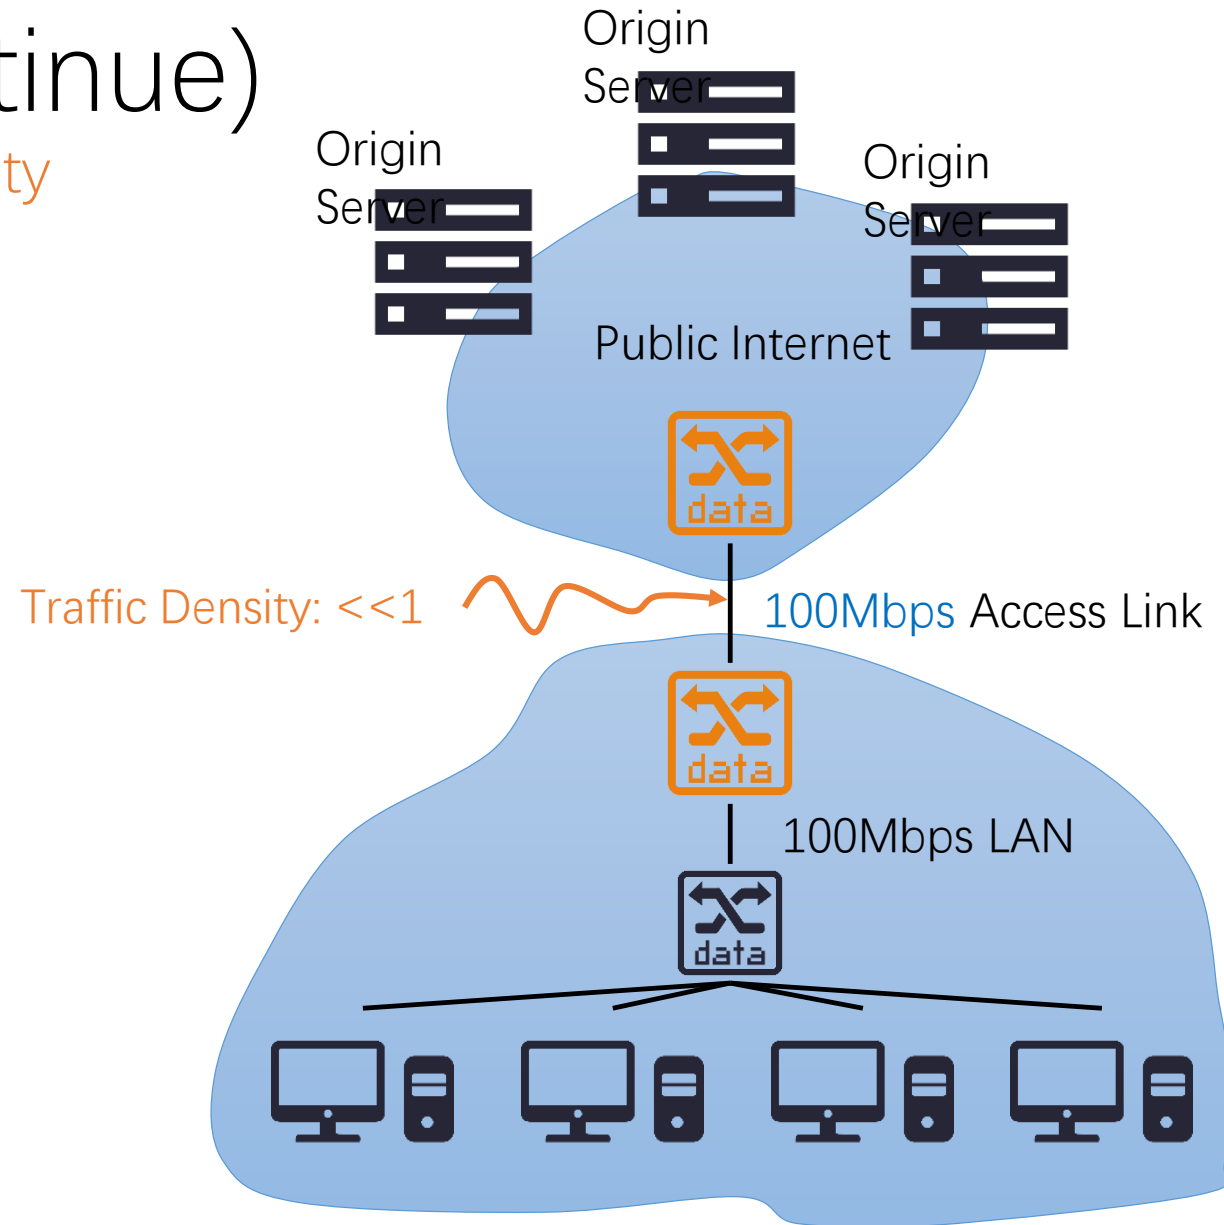 tinue)
ty
Origin
Server
Origin
Server
Origin
Server
Public Internet
data
Traffic Density: <<1
100Mbps Access Link
data
100Mbps LAN
data